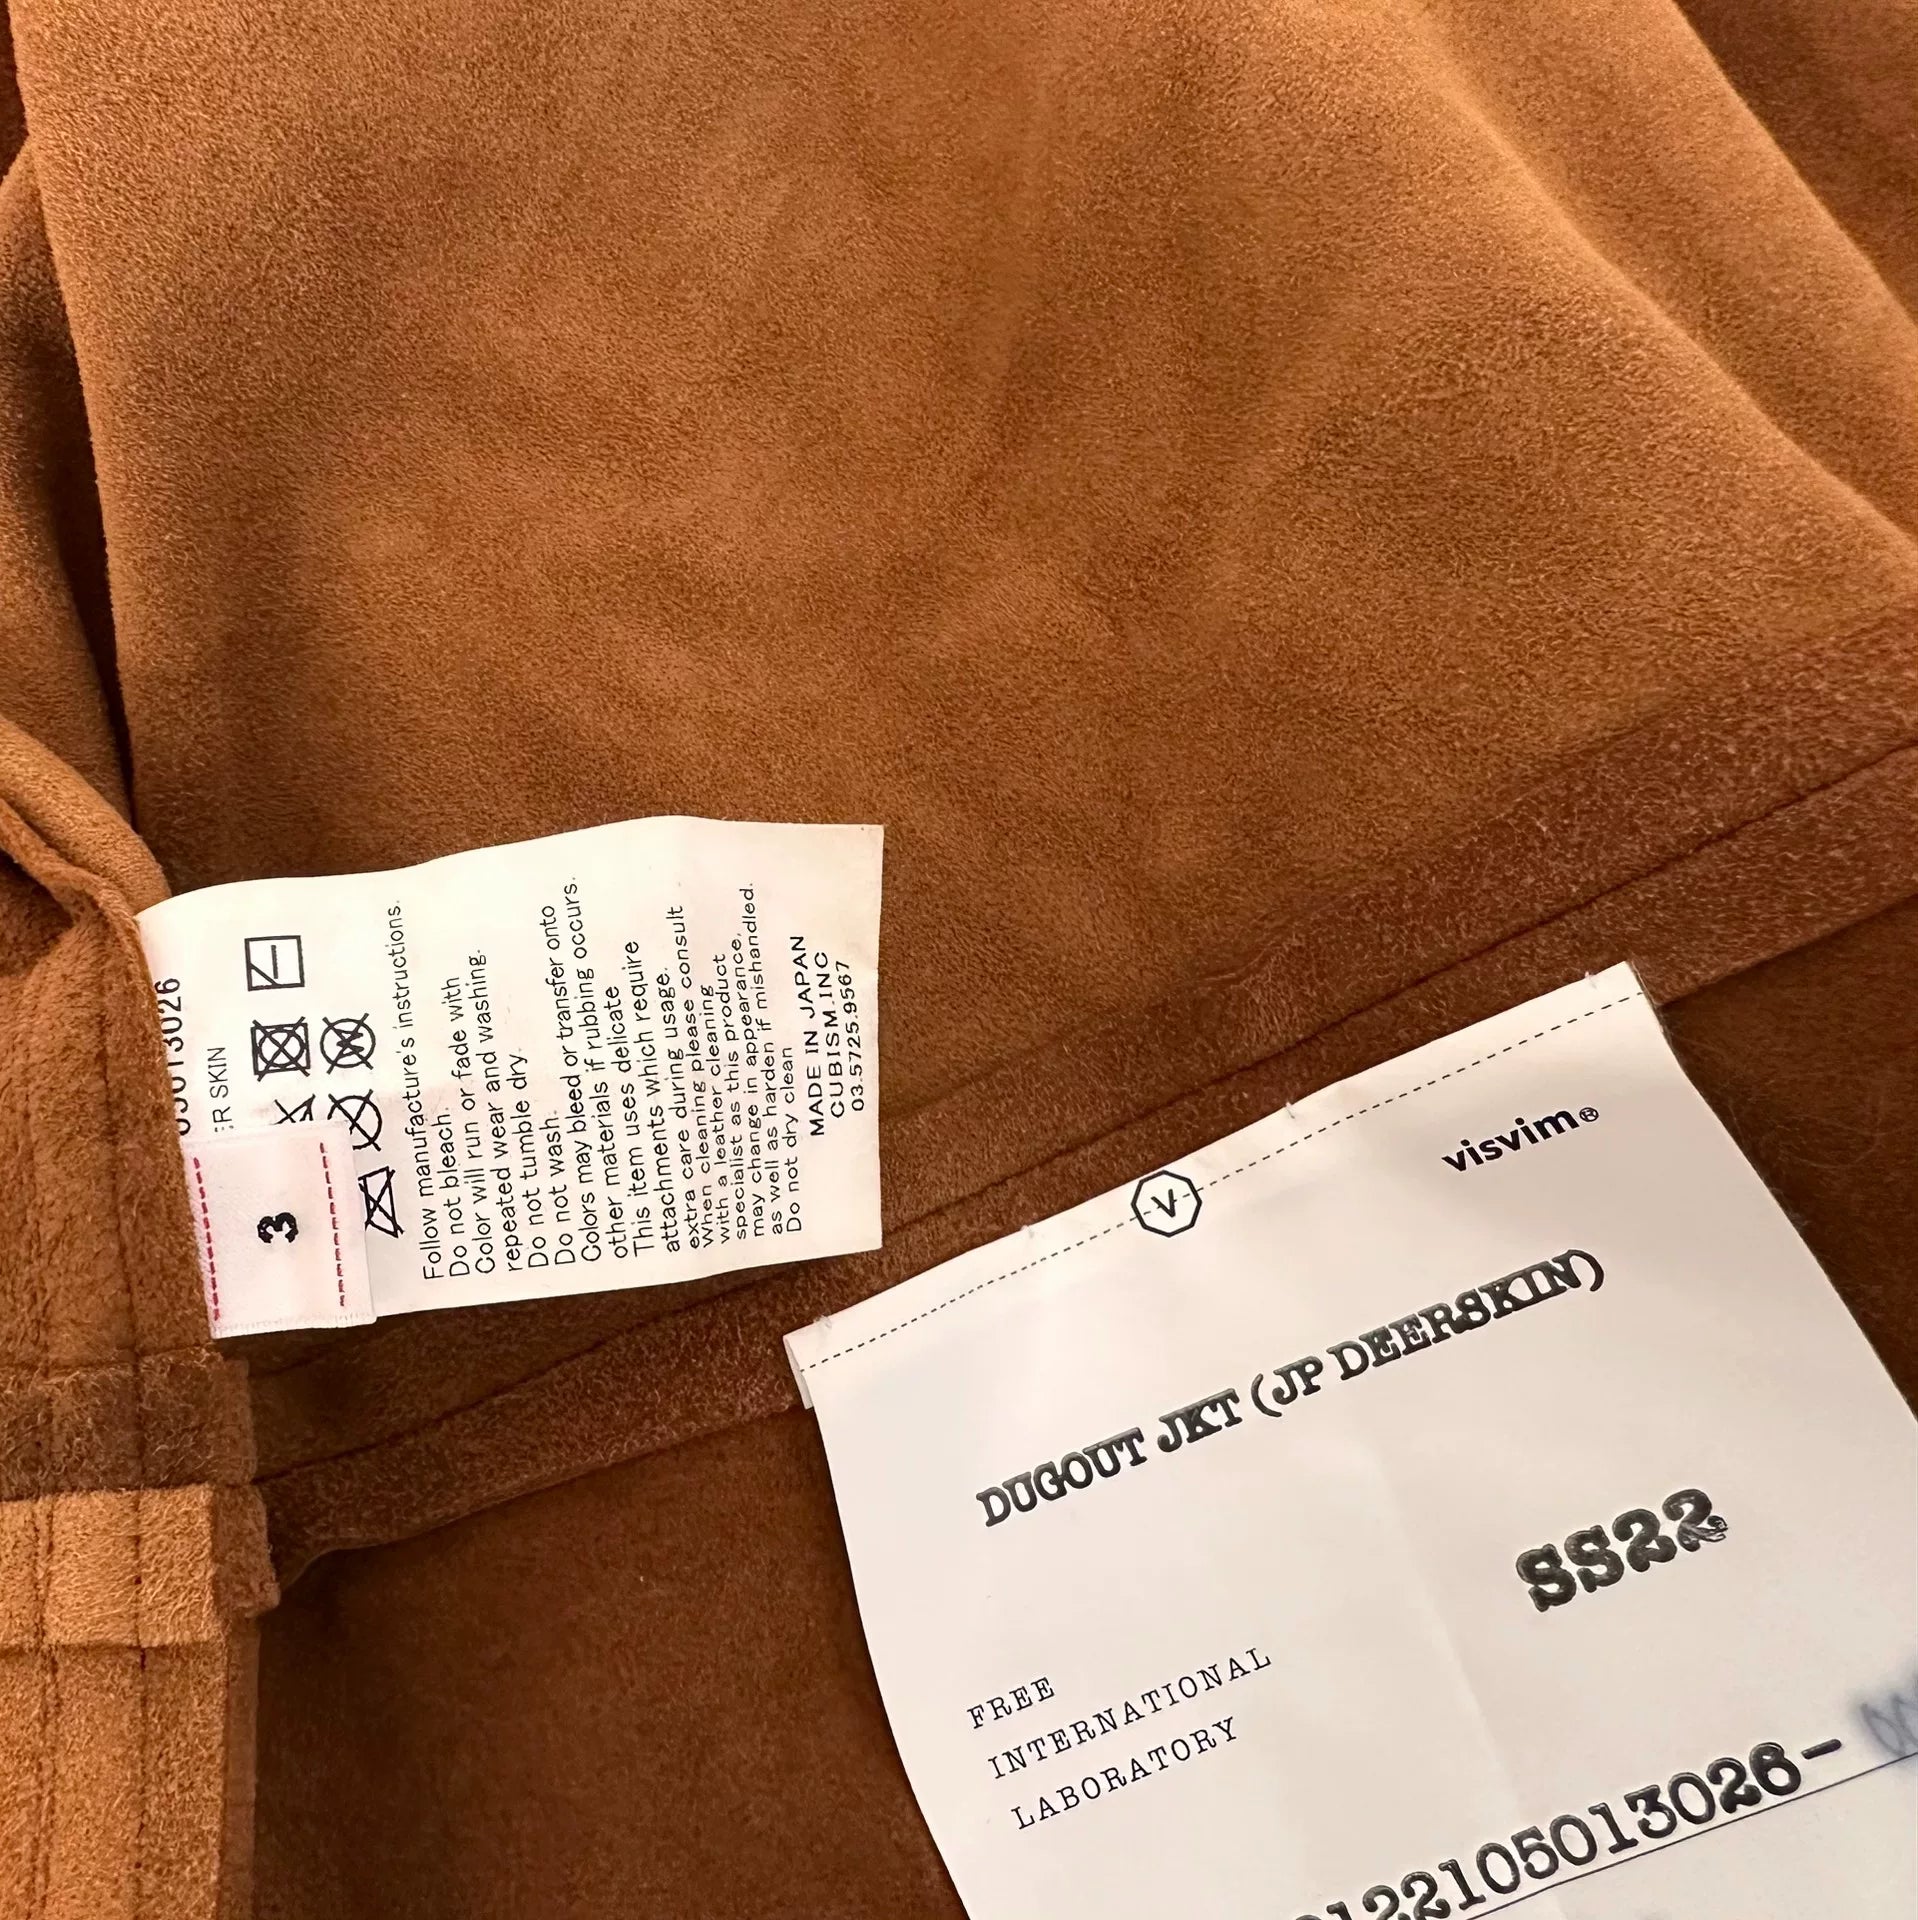 SKIN
3
Follow manufacture's instructions.
Do not bleach.
Color will run or fade with
repeated wear and washing.
Do not tumble dry.
Do not wash.
Colors may bleed or transfer onto
other materials if rubbing occurs.
This item uses delicate
attachments which require
extra care during usage.
When cleaning please consult
with a leather cleaning
specialist as this product
may change in appearance,
as well as harden if mishandled.
Do not dry clean
MADE IN JAPAN
CUBISM.INC
03.5725.9567
visvim®
V
DUGOUT JKT (JP DEERSKIN)
SS22
FREE
INTERNATIONAL
LABORATORY
0122105013026-